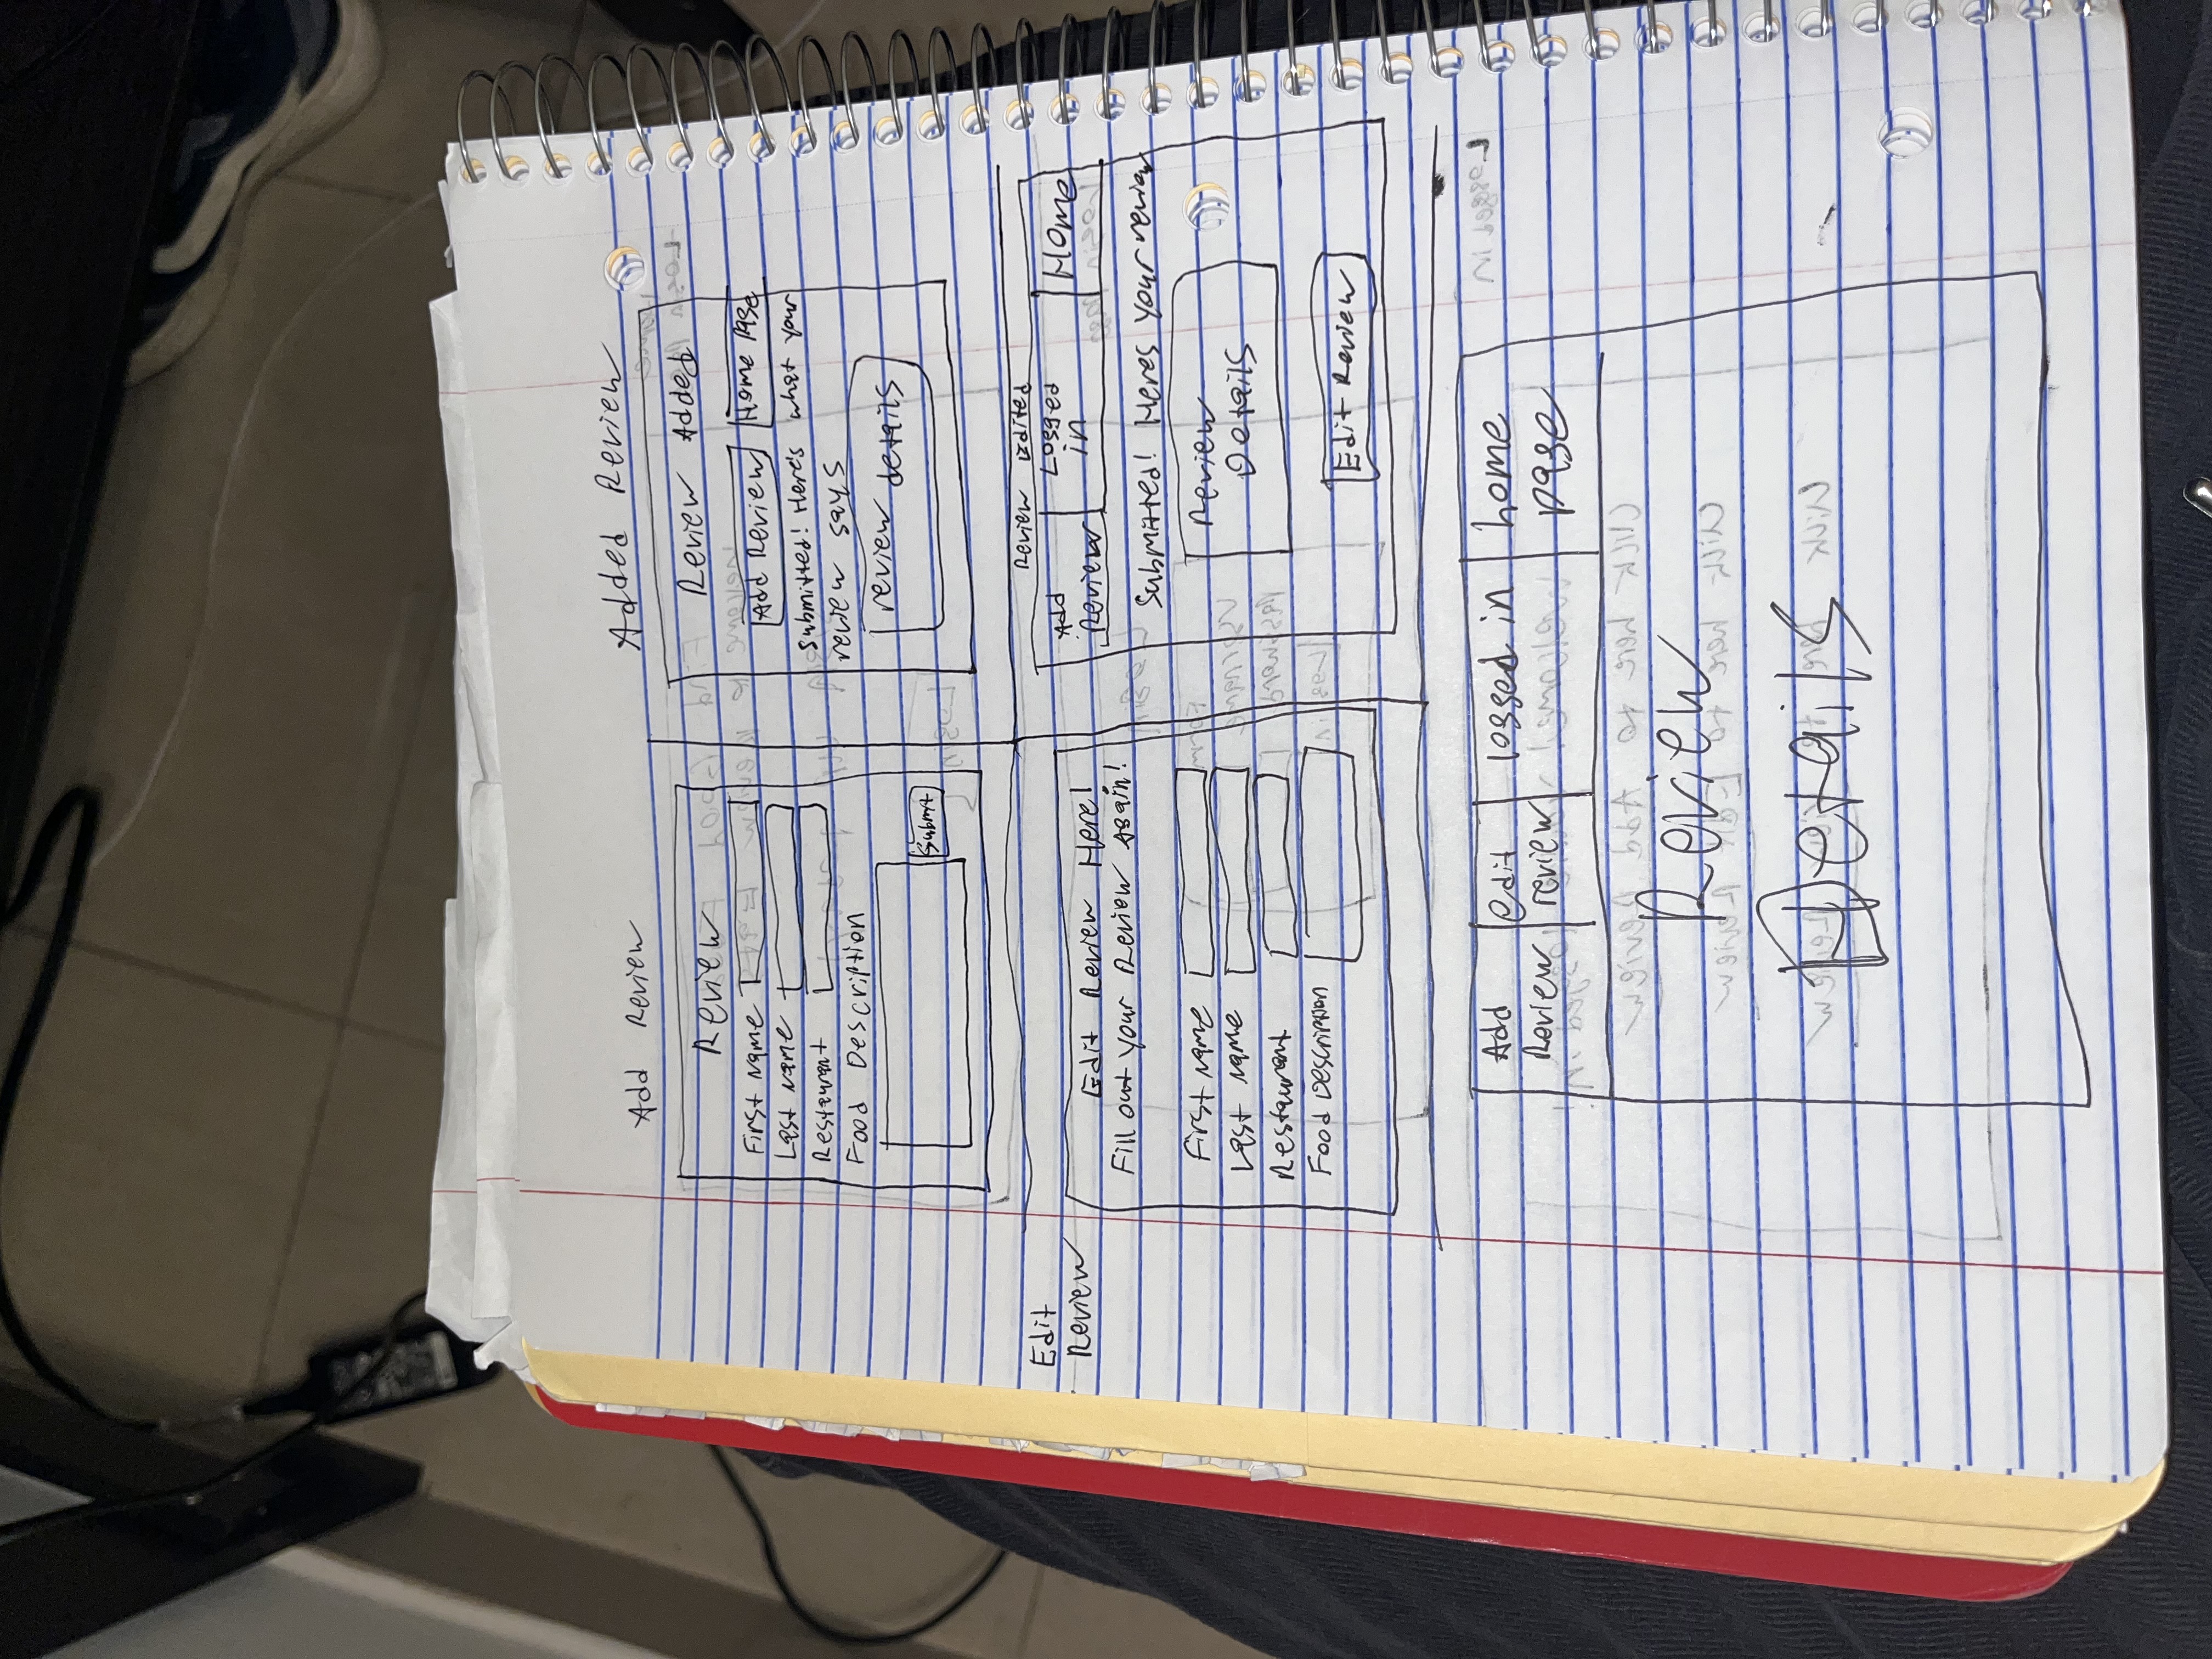 Add Review
Review
First Name
Last Name
Restaurant
Food Description
Submit
Added Review
Review Added
Add Review
Home Page
Submitted! Here's what your
review says
review details
Edit
Review
Edit Review Here!
Fill out your Review Again!
First Name
Last Name
Restaurant
Food Description
Review Edited
Add
Review
Logged
in
Home
Submitted! Heres your review
Review
Details
Edit Review
Add
Review
edit
review
logged in
home
page
Review
Details